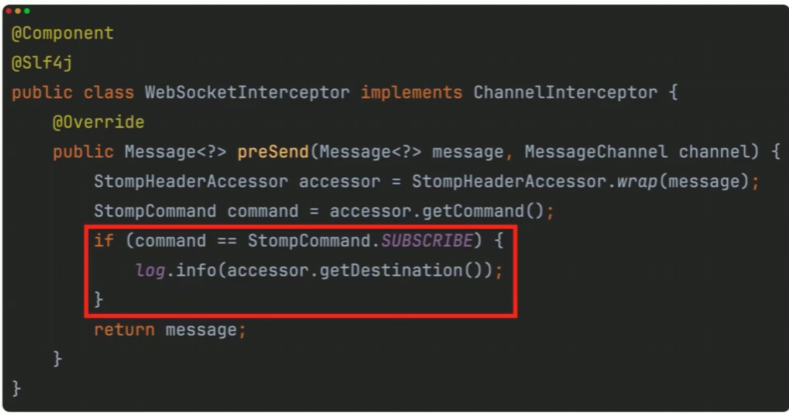 @Component
@Slf4j
public class WebSocketInterceptor implements ChannelInterceptor {
    @Override
    public Message<?> preSend(Message<?> message, MessageChannel channel) {
        StompHeaderAccessor accessor = StompHeaderAccessor.wrap(message);
        StompCommand command = accessor.getCommand();
        if (command == StompCommand.SUBSCRIBE) {
            log.info(accessor.getDestination());
        }
        return message;
    }
}